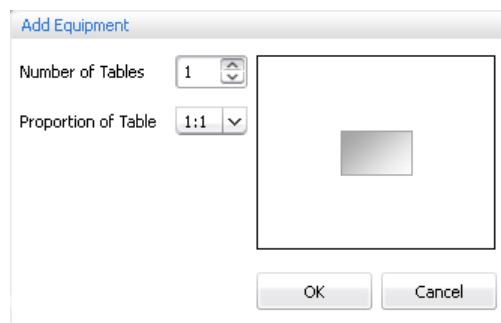 Add Equipment
Number of Tables 1
Proportion of Table 1:1
OK Cancel